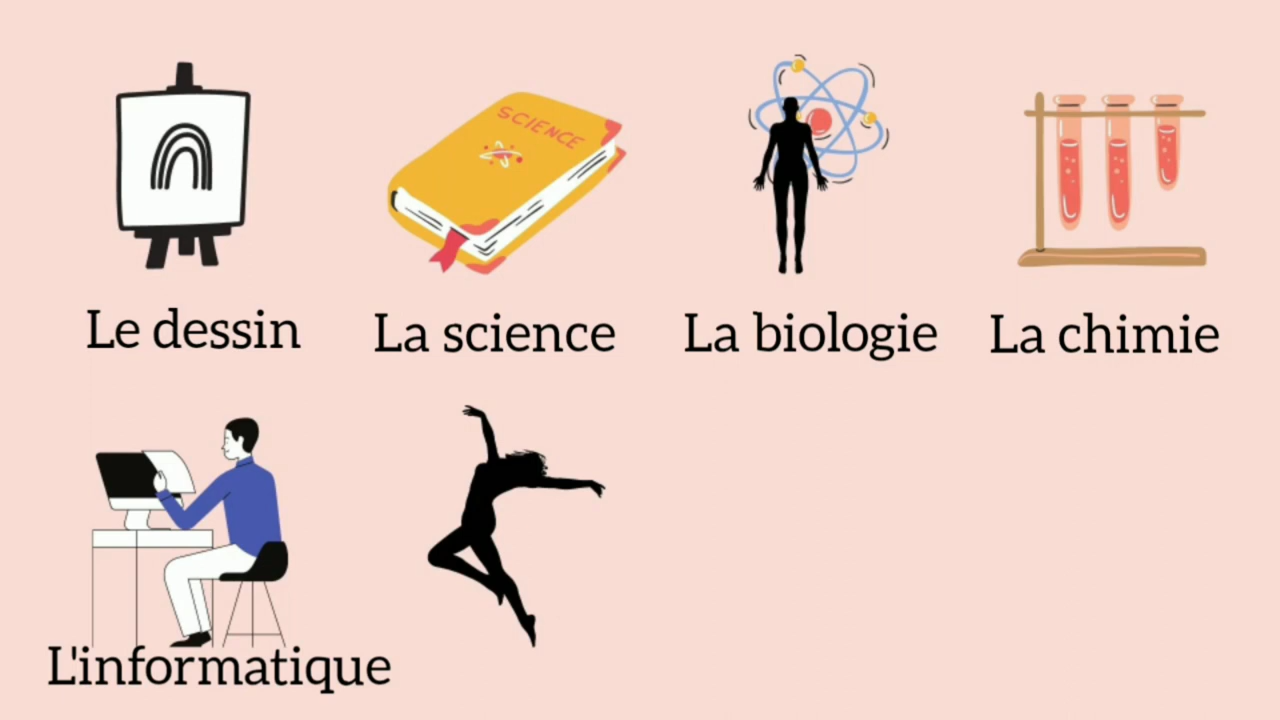 SCIENCE
Le dessin
La science
La biologie
La chimie
L'informatique